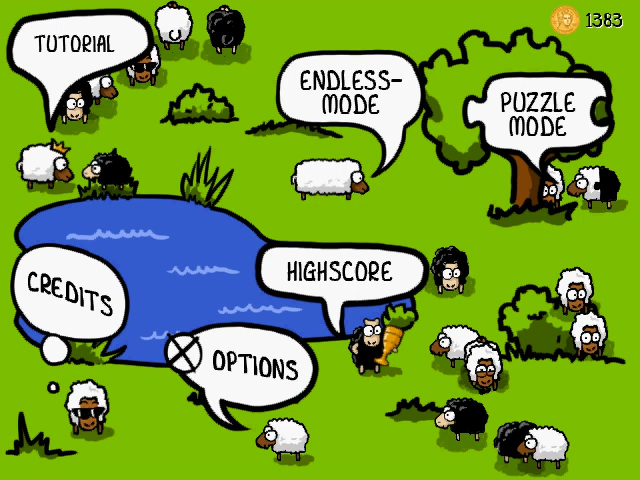 1383
TUTORIAL
ENDLESS-
MODE
PUZZLE
MODE
HIGHSCORE
CREDITS
OPTIONS